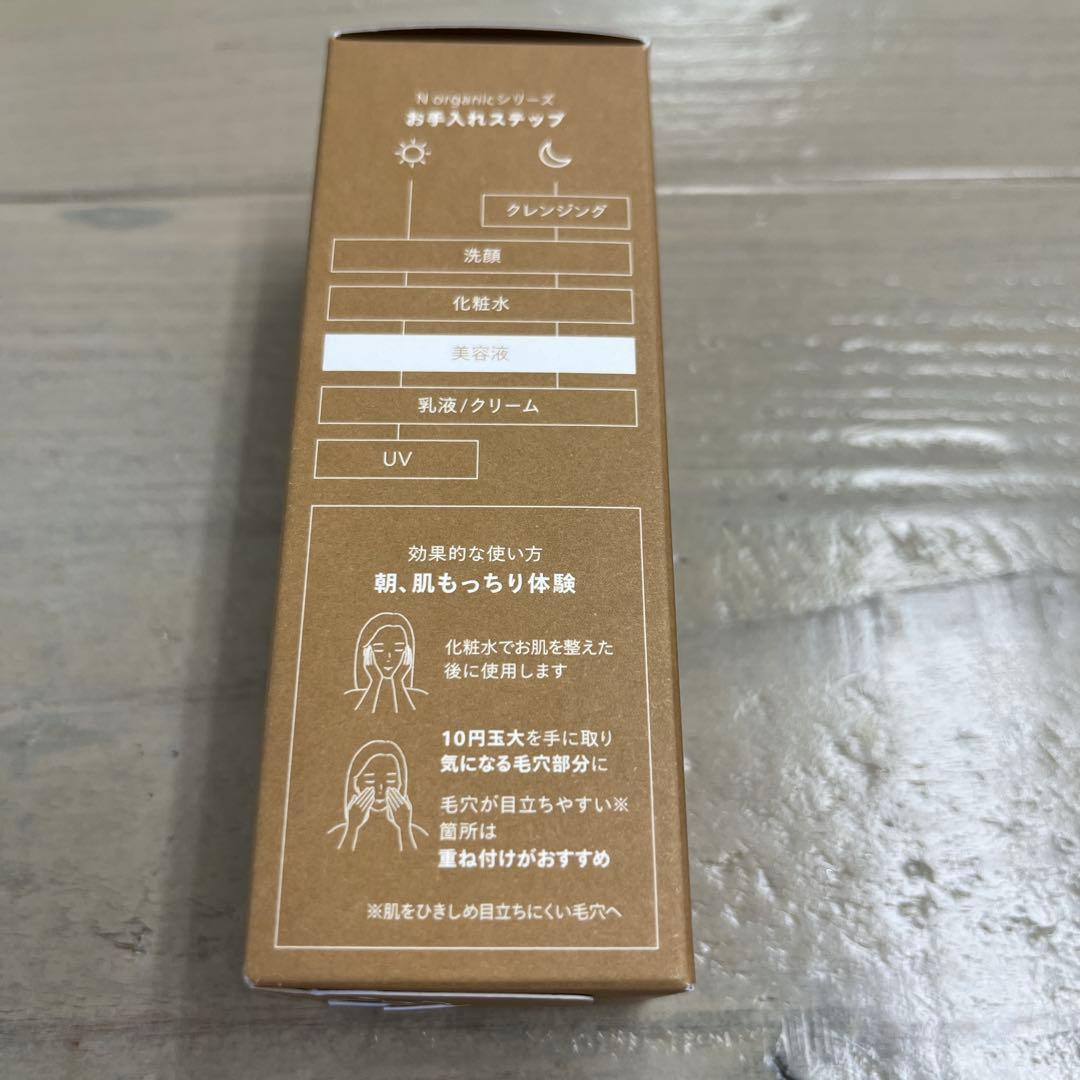 N organicシリーズ
お手入れステップ
クレンジング
洗顔
化粧水
美容液
乳液/クリーム
UV
効果的な使い方
朝、肌もっちり体験
化粧水でお肌を整えた
後に使用します
10円玉大を手に取り
気になる毛穴部分に
毛穴が目立ちやすい※
箇所は
重ね付けがおすすめ
※肌をひきしめ目立ちにくい毛穴へ